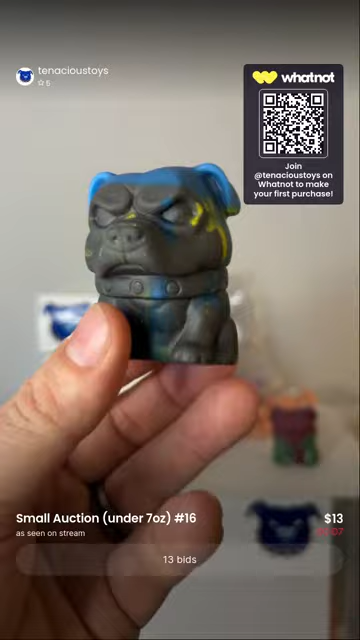 tenacioustoys
☆ 5
whatnot
Join
@tenacioustoys on
Whatnot to make
your first purchase!
Small Auction (under 7oz) #16
$13
as seen on stream
13 bids